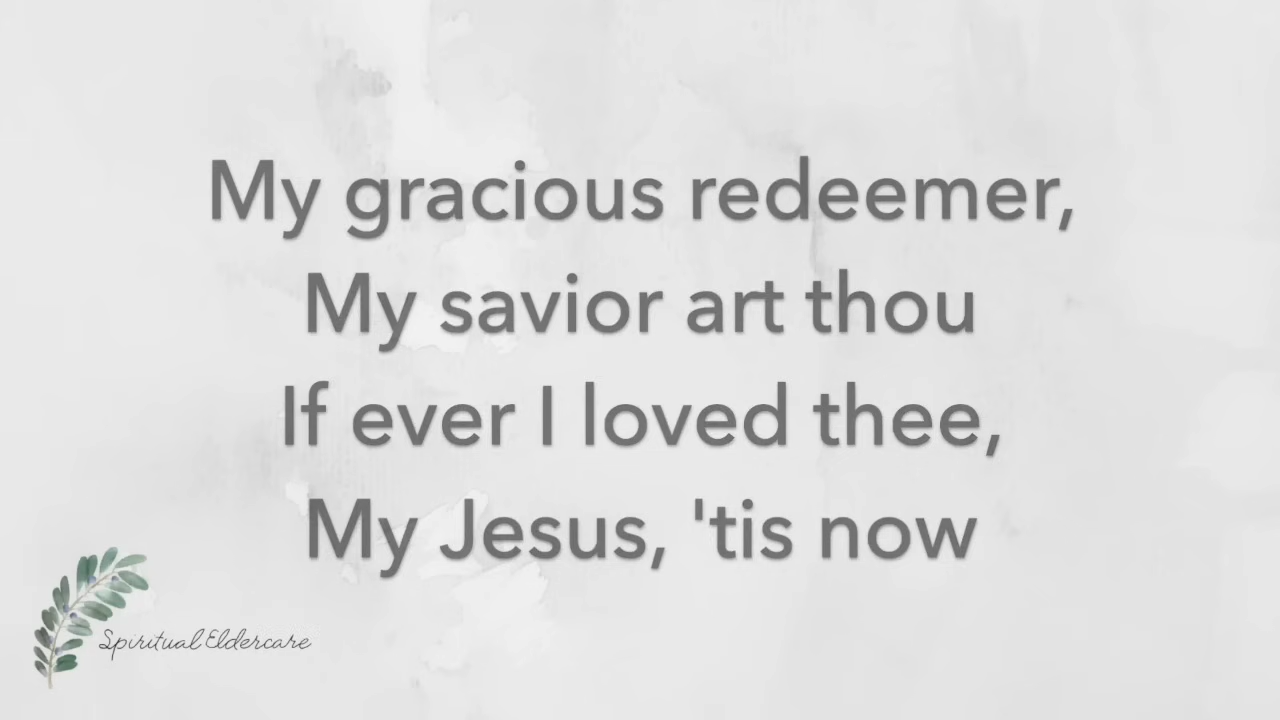 My gracious redeemer,
My savior art thou
If ever I loved thee,
My Jesus, 'tis now
Spiritual Eldercare